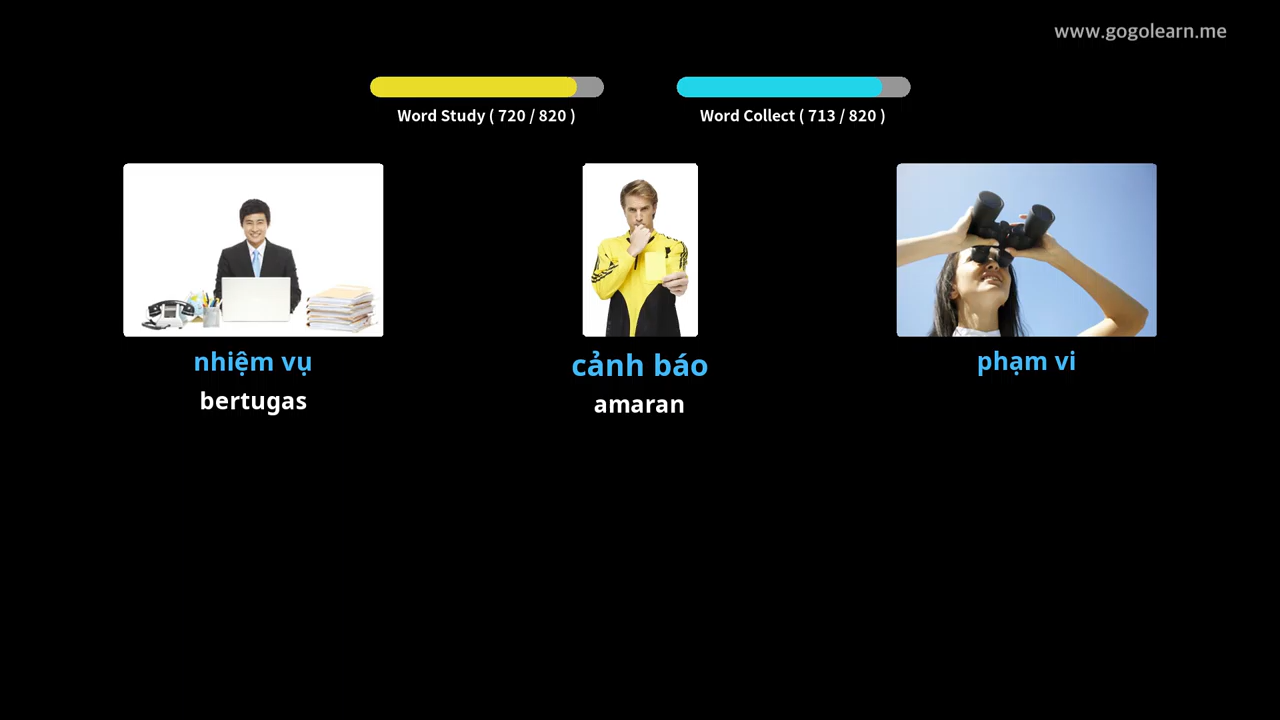 www.gogolearn.me
Word Study ( 720 / 820 )
Word Collect ( 713 / 820 )
nhiệm vụ
bertugas
cảnh báo
amaran
phạm vi